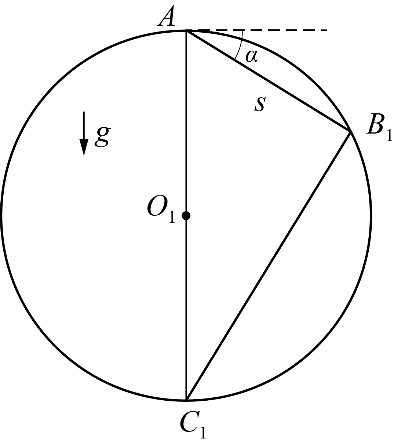 A
α
g
s
B₁
O₁
C₁